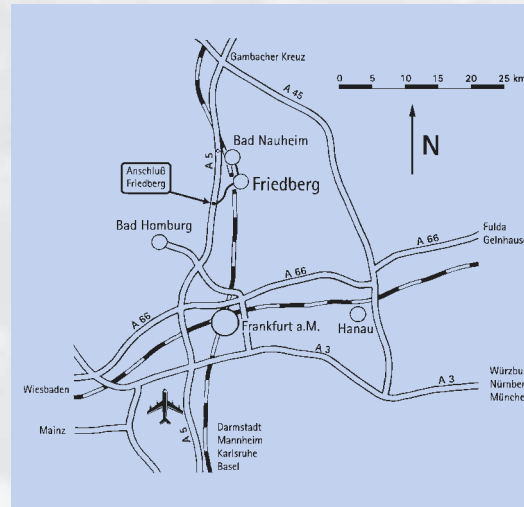 Gambacher Kreuz
0 5 10 15 20 25 km
A 45
N
Bad Nauheim
A 5
Anschluß
Friedberg
Friedberg
Bad Homburg
Fulda
Gelnhause
A 66
A 66
A 66
Frankfurt a.M.
Hanau
A 3
Wiesbaden
A 3
Würzbu
Nürnber
Münche
Mainz
A 5
Darmstadt
Mannheim
Karlsruhe
Basel